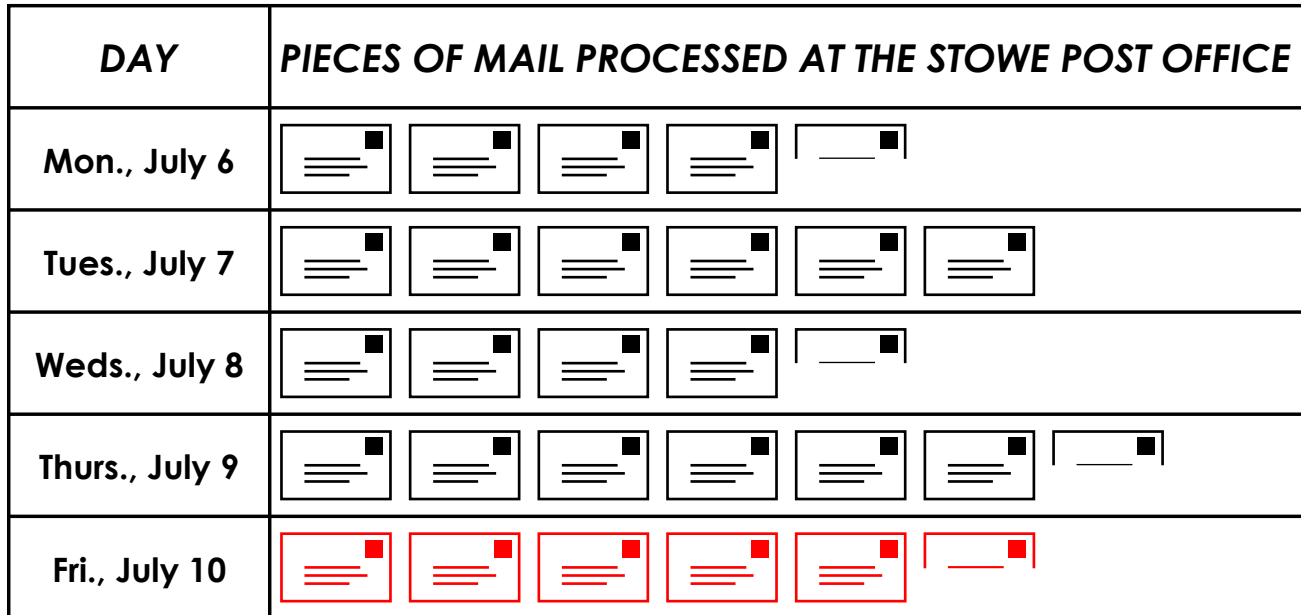 DAY
PIECES OF MAIL PROCESSED AT THE STOWE POST OFFICE
Mon., July 6
Tues., July 7
Weds., July 8
Thurs., July 9
Fri., July 10